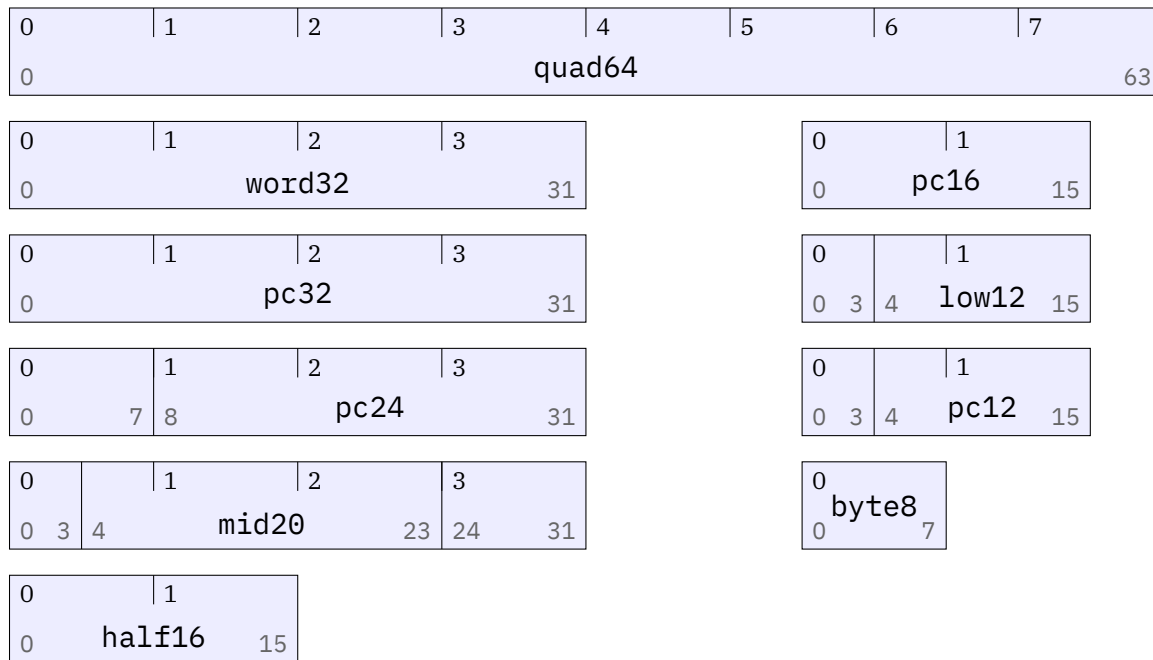 0 1 2 3 4 5 6 7
quad64
0 63
0 1 2 3
word32
0 31
0 1
pc16
0 15
0 1 2 3
pc32
0 31
0 1
0 3 4 low12 15
0 1 2 3
0 7 8 pc24 31
0 1
0 3 4 pc12 15
0 1 2 3
0 3 4 mid20 23 24 31
0
byte8
0 7
0 1
0 half16 15